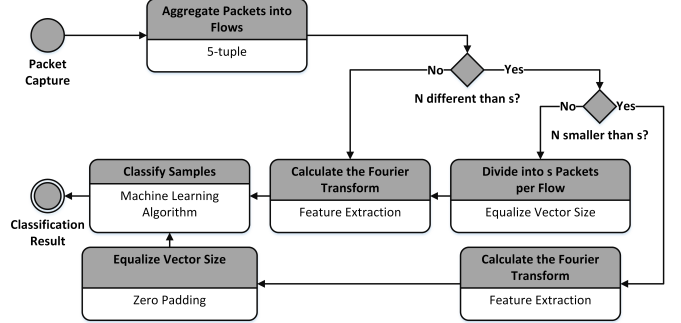 Aggregate Packets into
Flows
5-tuple
Packet
Capture
No
Yes
N different than s?
No
Yes
N smaller than s?
Classify Samples
Machine Learning
Algorithm
Calculate the Fourier
Transform
Feature Extraction
Divide into s Packets
per Flow
Equalize Vector Size
Classification
Result
Equalize Vector Size
Zero Padding
Calculate the Fourier
Transform
Feature Extraction